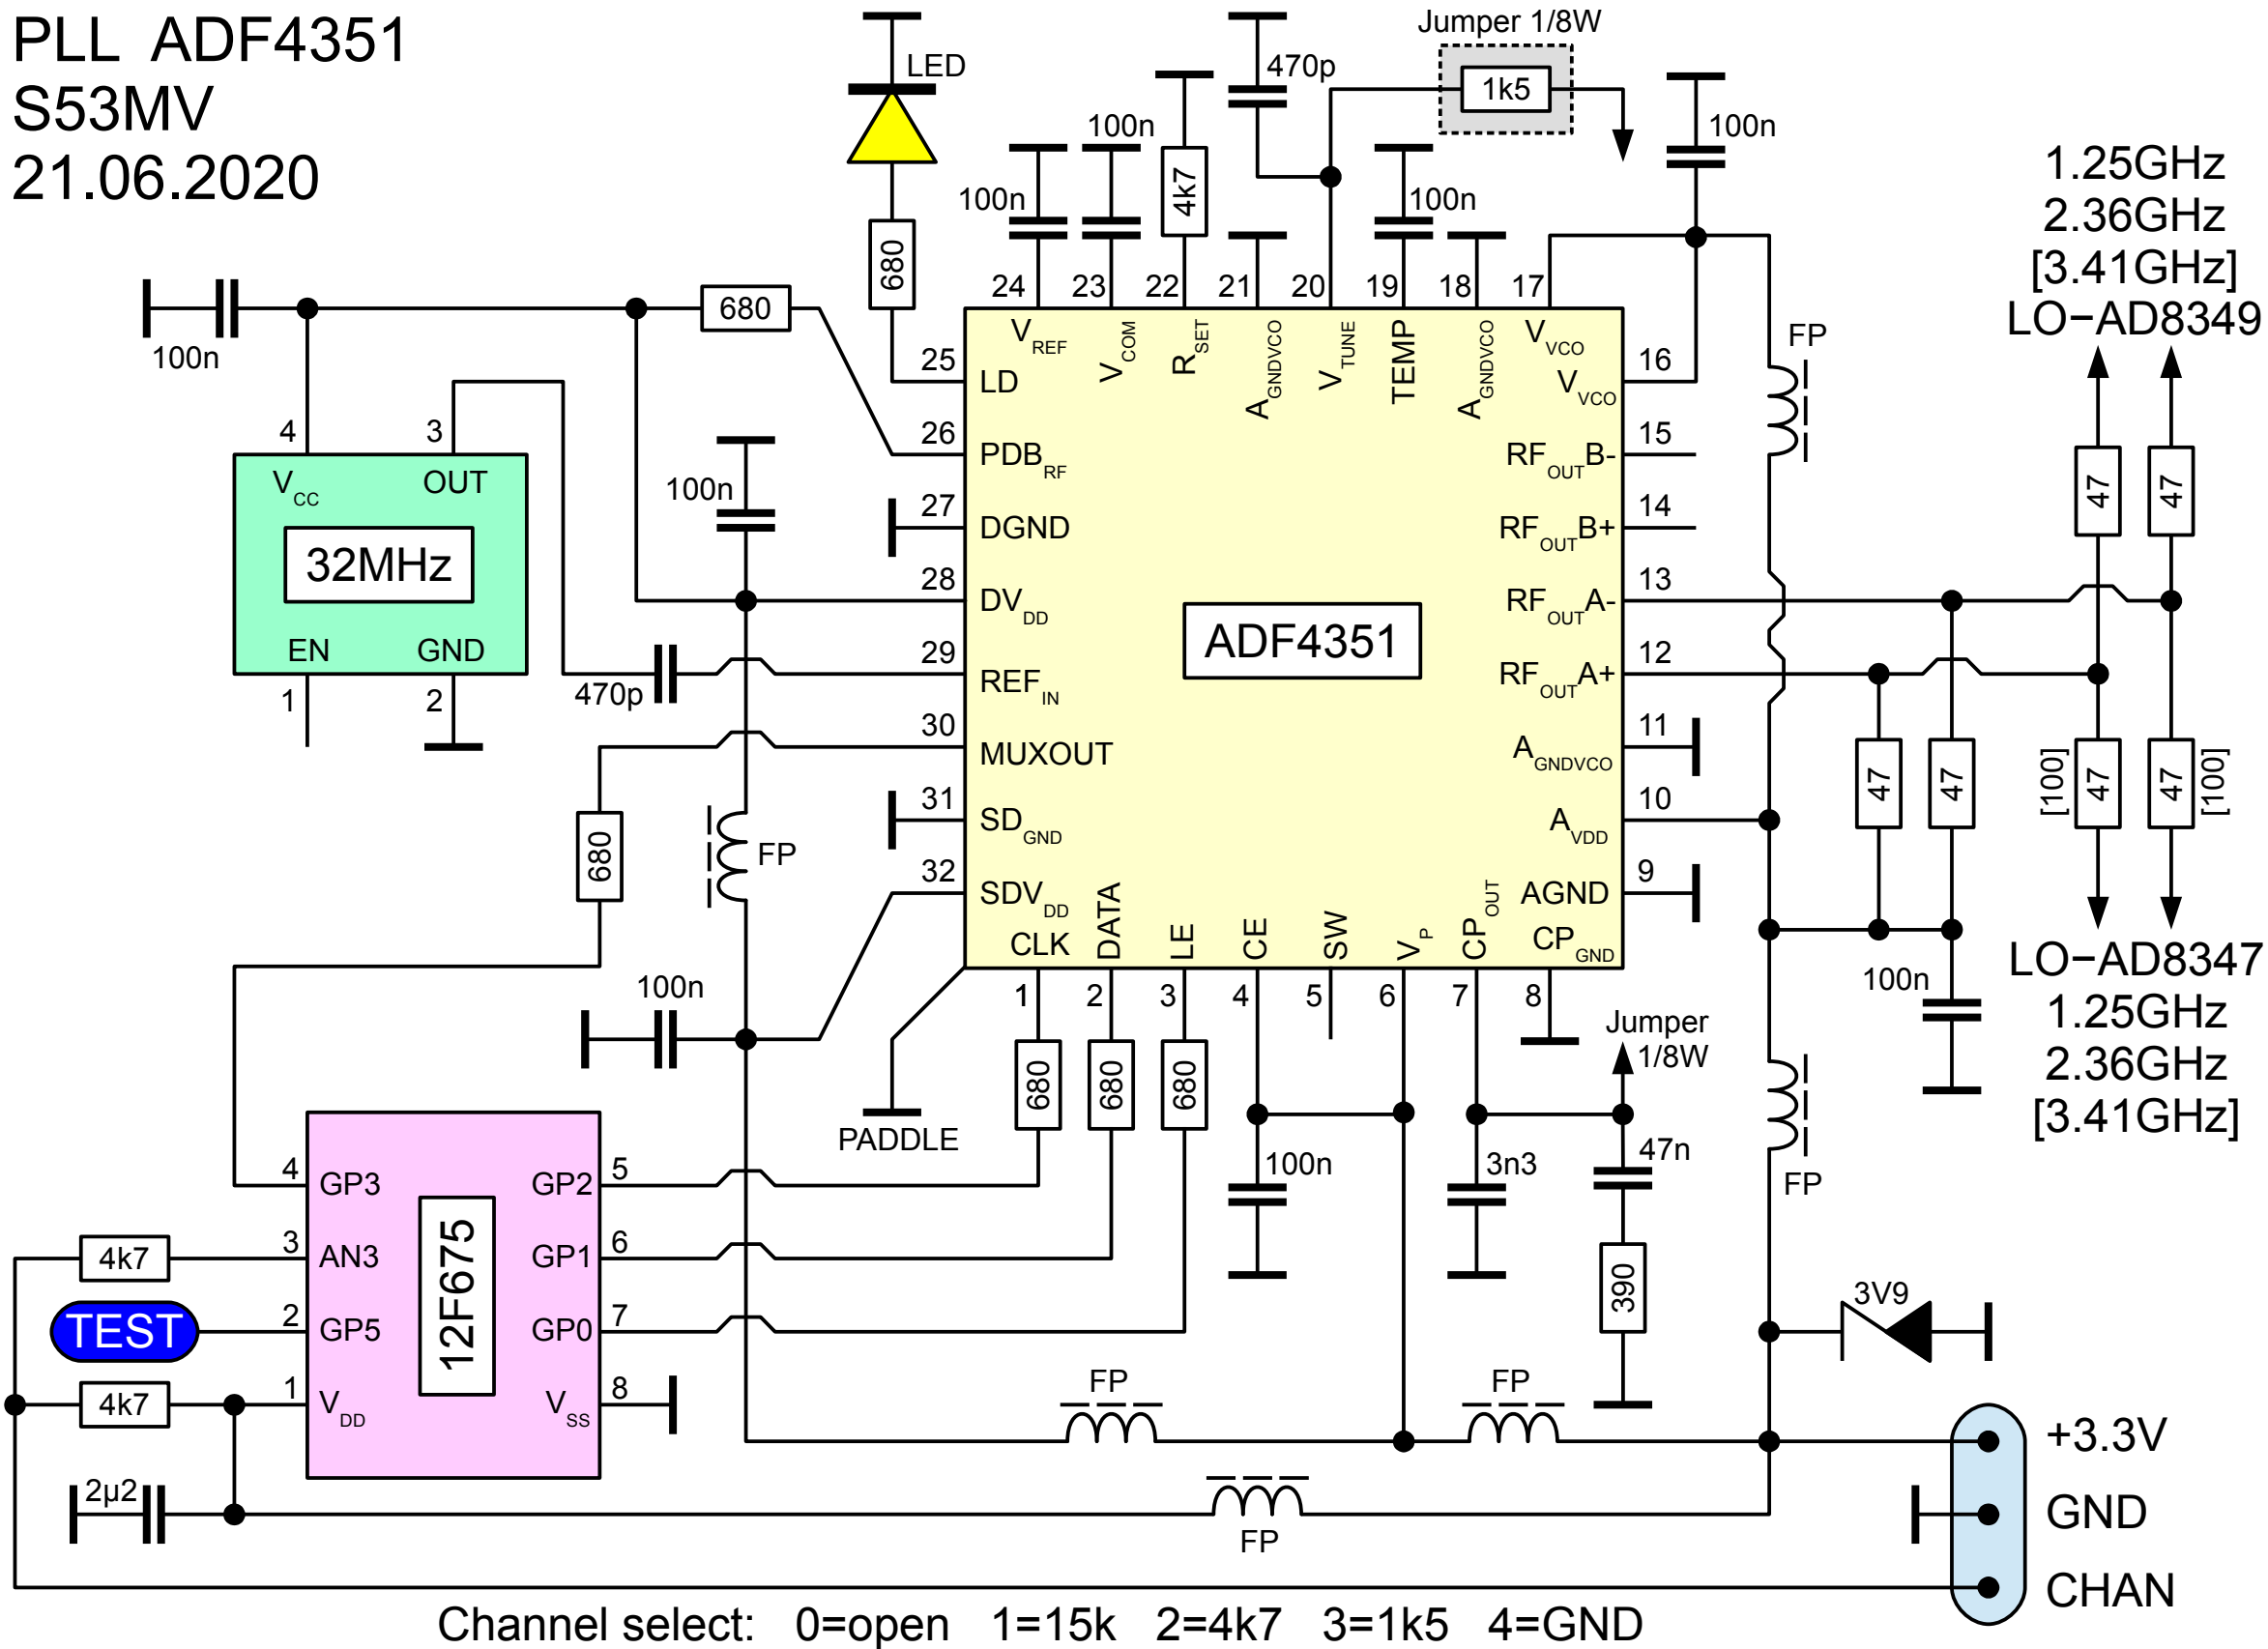 PLL ADF4351
S53MV
21.06.2020
LED
680
470p
Jumper 1/8W
1k5
100n
100n
4k7
100n
100n
100n
1.25GHz
2.36GHz
[3.41GHz]
LO−AD8349
FP
47
47
100n
680
4
3
V CC
OUT
32MHz
EN
GND
1
2
100n
470p
680
FP
100n
ADF4351
24
23
22
21
20
19
18
17
V REF
V COM
R SET
A GNDVCO
V TUNE
TEMP
A GNDVCO
V VCO
25
LD
26
PDB RF
27
DGND
28
DV DD
29
REF IN
30
MUXOUT
31
SD GND
32
SDV DD
16
V VCO
15
RF OUT B-
14
RF OUT B+
13
RF OUT A-
12
RF OUT A+
11
A GNDVCO
10
A VDD
9
AGND
CLK
DATA
LE
CE
SW
V P
CP OUT
CP GND
1
2
3
4
5
6
7
8
47
47
[100]
47
47
[100]
LO−AD8347
1.25GHz
2.36GHz
[3.41GHz]
100n
FP
680
680
680
PADDLE
100n
3n3
Jumper
1/8W
47n
390
3V9
12F675
4
GP3
3
AN3
2
GP5
1
V DD
GP2
5
GP1
6
GP0
7
V SS
8
4k7
TEST
4k7
2µ2
FP
FP
FP
+3.3V
GND
CHAN
Channel select: 0=open 1=15k 2=4k7 3=1k5 4=GND